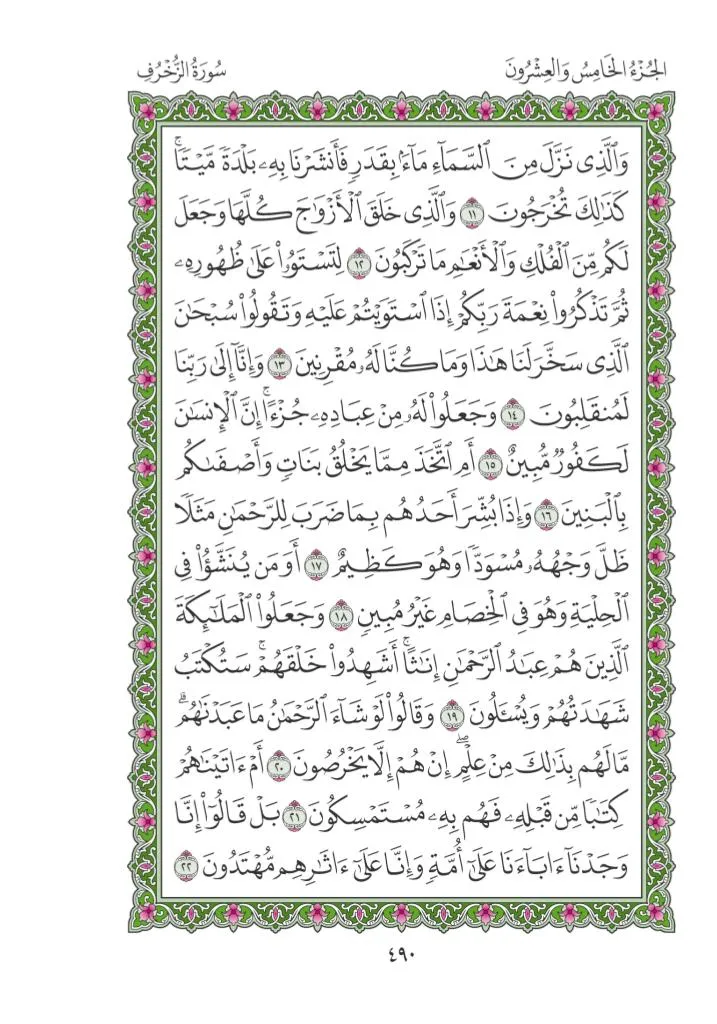 الجُزْءُ الخَامِسُ وَالعِشْرُونَ
سُورَةُ الزُّخْرُفِ
وَٱلَّذِى نَزَّلَ مِنَ ٱلسَّمَآءِ مَآءَۢ بِقَدَرٍ فَأَنشَرْنَا بِهِۦ بَلْدَةً مَّيْتًاۚ
كَذَٰلِكَ تُخْرَجُونَ ١١ وَٱلَّذِى خَلَقَ ٱلْأَزْوَٰجَ كُلَّهَا وَجَعَلَ
لَكُم مِّنَ ٱلْفُلْكِ وَٱلْأَنْعَٰمِ مَا تَرْكَبُونَ ١٢ لِتَسْتَوُۥا۟ عَلَىٰ ظُهُورِهِۦ
ثُمَّ تَذْكُرُوا۟ نِعْمَةَ رَبِّكُمْ إِذَا ٱسْتَوَيْتُمْ عَلَيْهِ وَتَقُولُوا۟ سُبْحَٰنَ
ٱلَّذِى سَخَّرَ لَنَا هَٰذَا وَمَا كُنَّا لَهُۥ مُقْرِنِينَ ١٣ وَإِنَّآ إِلَىٰ رَبِّنَا
لَمُنقَلِبُونَ ١٤ وَجَعَلُوا۟ لَهُۥ مِنْ عِبَادِهِۦ جُزْءًاۚ إِنَّ ٱلْإِنسَٰنَ
لَكَفُورٌ مُّبِينٌ ١٥ أَمِ ٱتَّخَذَ مِمَّا يَخْلُقُ بَنَاتٍ وَأَصْفَىٰكُم
بِٱلْبَنِينَ ١٦ وَإِذَا بُشِّرَ أَحَدُهُم بِمَا ضَرَبَ لِلرَّحْمَٰنِ مَثَلًا
ظَلَّ وَجْهُهُۥ مُسْوَدًّا وَهُوَ كَظِيمٌ ١٧ أَوَمَن يُنَشَّؤُا۟ فِى
ٱلْحِلْيَةِ وَهُوَ فِى ٱلْخِصَامِ غَيْرُ مُبِينٍ ١٨ وَجَعَلُوا۟ ٱلْمَلَٰٓئِكَةَ
ٱلَّذِينَ هُمْ عِبَٰدُ ٱلرَّحْمَٰنِ إِنَٰثًاۚ أَشَهِدُوا۟ خَلْقَهُمْۚ سَتُكْتَبُ
شَهَٰدَتُهُمْ وَيُسْـَٔلُونَ ١٩ وَقَالُوا۟ لَوْ شَآءَ ٱلرَّحْمَٰنُ مَا عَبَدْنَٰهُمۗ
مَّا لَهُم بِذَٰلِكَ مِنْ عِلْمٍۖ إِنْ هُمْ إِلَّا يَخْرُصُونَ ٢٠ أَمْ ءَاتَيْنَٰهُمْ
كِتَٰبًا مِّن قَبْلِهِۦ فَهُم بِهِۦ مُسْتَمْسِكُونَ ٢١ بَلْ قَالُوٓا۟ إِنَّا
وَجَدْنَآ ءَابَآءَنَا عَلَىٰٓ أُمَّةٍ وَإِنَّا عَلَىٰٓ ءَاثَٰرِهِم مُّهْتَدُونَ ٢٢
٤٩٠